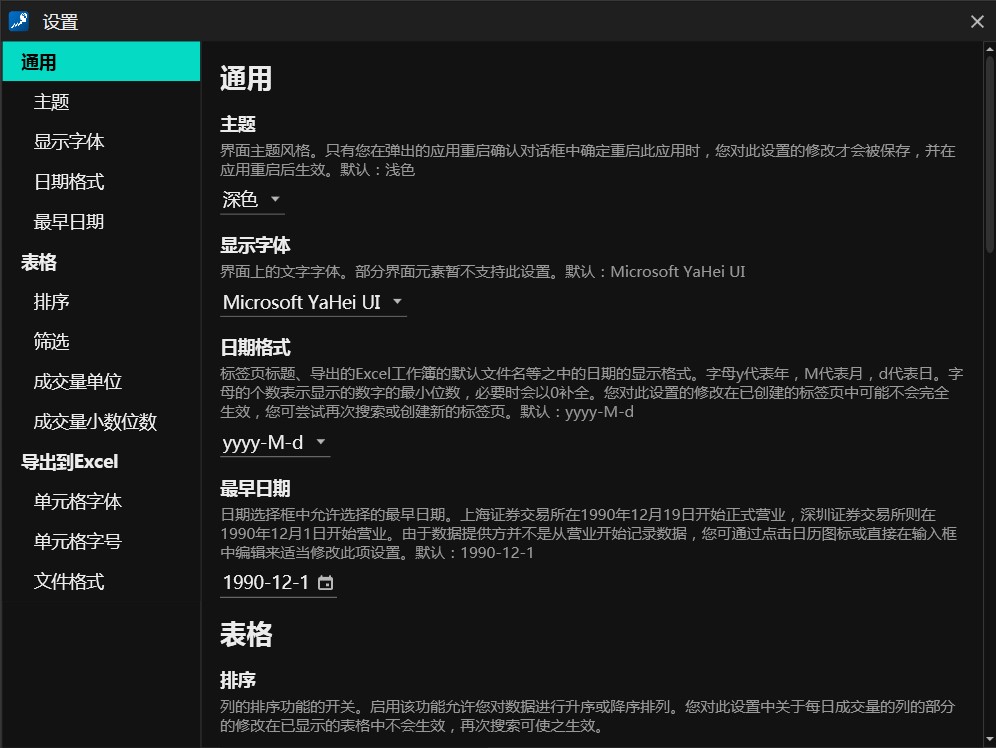 设置
通用
主题
显示字体
日期格式
最早日期
表格
排序
筛选
成交量单位
成交量小数位数
导出到Excel
单元格字体
单元格字号
文件格式
通用
主题
界面主题风格。只有您在弹出的应用重启确认对话框中确定重启此应用时，您对此设置的修改才会被保存，并在
应用重启后生效。默认：浅色
深色
显示字体
界面上的文字字体。部分界面元素暂不支持此设置。默认：Microsoft YaHei UI
Microsoft YaHei UI
日期格式
标签页标题、导出的Excel工作簿的默认文件名等之中的日期的显示格式。字母y代表年，M代表月，d代表日。字
母的个数表示显示的数字的最小位数，必要时会以0补全。您对此设置的修改在已创建的标签页中可能不会完全
生效，您可尝试再次搜索或创建新的标签页。默认：yyyy-M-d
yyyy-M-d
最早日期
日期选择框中允许选择的最早日期。上海证券交易所在1990年12月19日开始正式营业，深圳证券交易所则在
1990年12月1日开始营业。由于数据提供方并不是从营业开始记录数据，您可通过点击日历图标或直接在输入框
中编辑来适当修改此项设置。默认：1990-12-1
1990-12-1
表格
排序
列的排序功能的开关。启用该功能允许您对数据进行升序或降序排列。您对此设置中关于每日成交量的列的部分
的修改在已显示的表格中不会生效，再次搜索可使之生效。